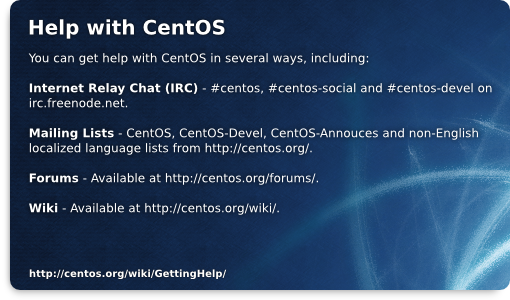 Help with CentOS
You can get help with CentOS in several ways, including:
Internet Relay Chat (IRC) - #centos, #centos-social and #centos-devel on
irc.freenode.net.
Mailing Lists - CentOS, CentOS-Devel, CentOS-Annouces and non-English
localized language lists from http://centos.org/.
Forums - Available at http://centos.org/forums/.
Wiki - Available at http://centos.org/wiki/.
http://centos.org/wiki/GettingHelp/